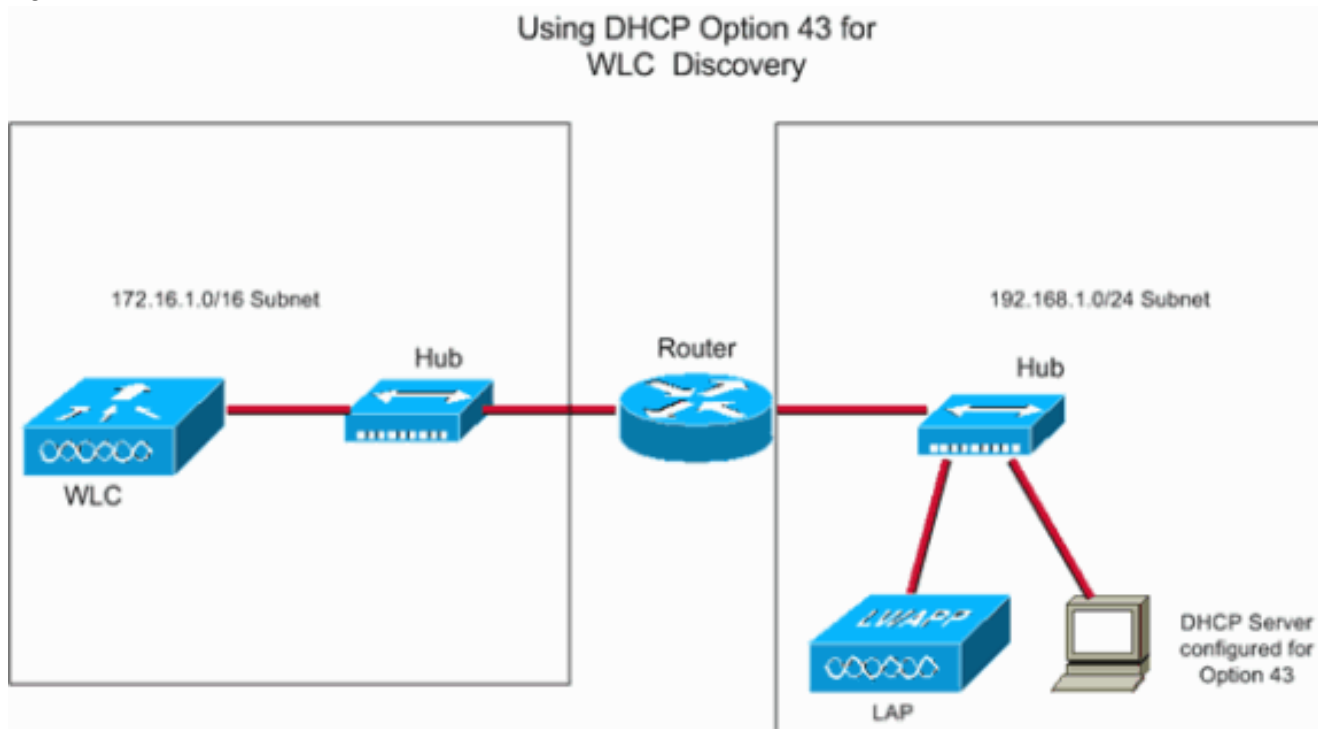 Using DHCP Option 43 for
WLC Discovery
172.16.1.0/16 Subnet
192.168.1.0/24 Subnet
Hub
Router
Hub
WLC
LWAPP
LAP
DHCP Server
configured for
Option 43